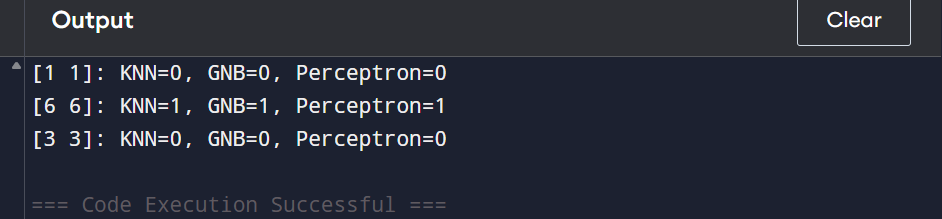 Output
Clear
[1 1]: KNN=0, GNB=0, Perceptron=0
[6 6]: KNN=1, GNB=1, Perceptron=1
[3 3]: KNN=0, GNB=0, Perceptron=0
=== Code Execution Successful ===